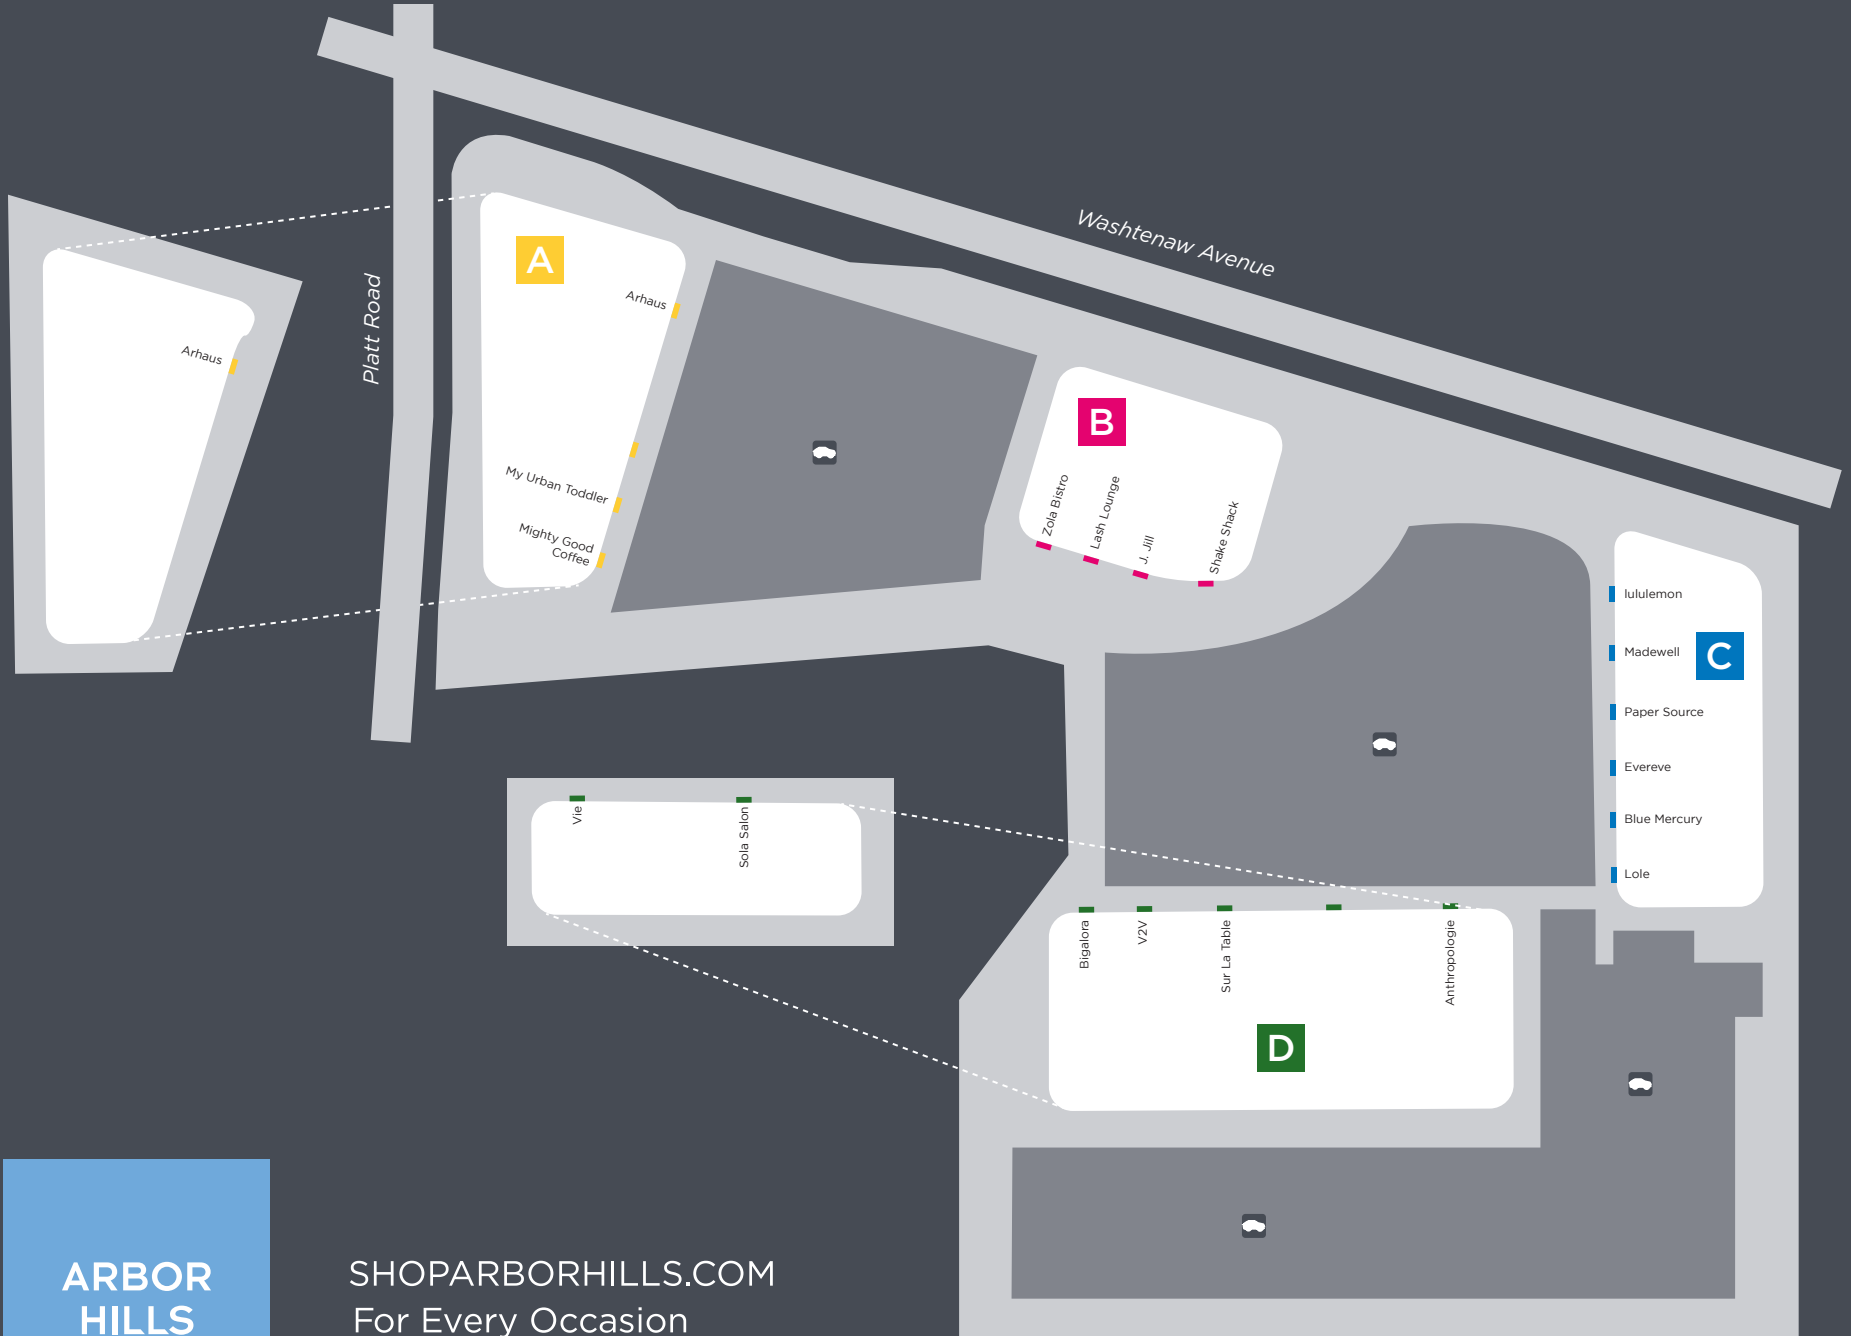 Washtenaw Avenue
Platt Road
A
Arhaus
Arhaus
My Urban Toddler
Mighty Good
Coffee
B
Zola Bistro
Lash Lounge
J. Jill
Shake Shack
lululemon
Madewell
C
Paper Source
Evereve
Blue Mercury
Lole
Vie
Sola Salon
Bigalora
V2V
Sur La Table
Anthropologie
D
ARBOR
HILLS
SHOPARBORHILLS.COM
For Every Occasion